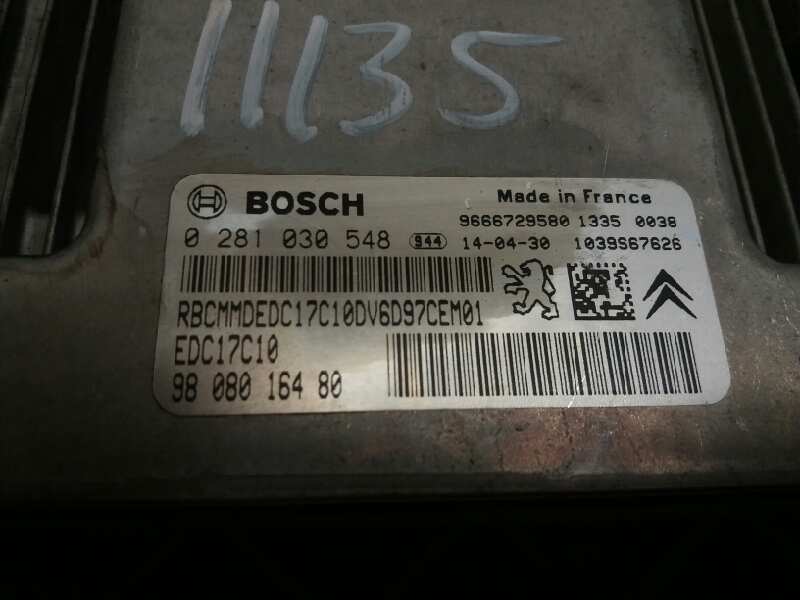 11135
BOSCH
Made in France
9666729580 1335 0038
0 281 030 548 944 14-04-30 1039S67626
RBCMMDEDC17C10DV6D97CEM01
EDC17C10
98 080 164 80